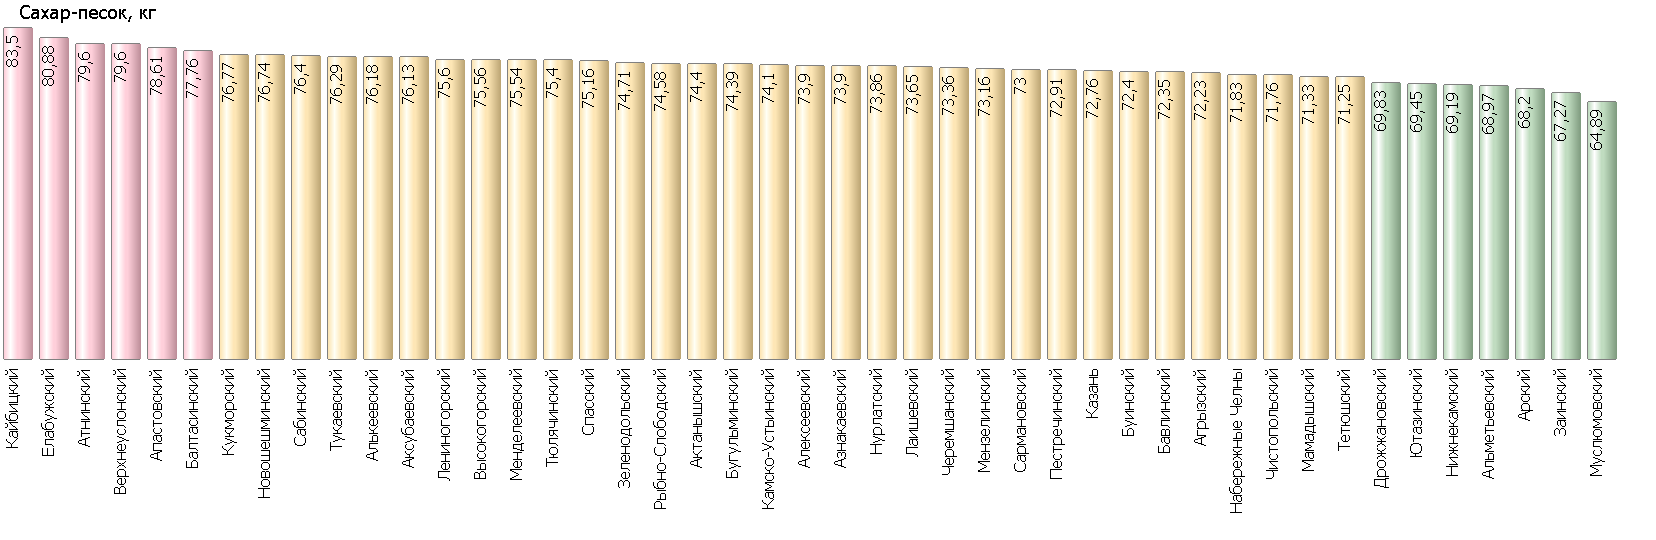 Сахар-песок, кг
83,5
80,88
79,6
79,6
78,61
77,76
76,77
76,74
76,4
76,29
76,18
76,13
75,6
75,56
75,54
75,4
75,16
74,71
74,58
74,4
74,39
74,1
73,9
73,9
73,86
73,65
73,36
73,16
73
72,91
72,76
72,4
72,35
72,23
71,83
71,76
71,33
71,25
69,83
69,45
69,19
68,97
68,2
67,27
64,89
Кайбицкий
Елабужский
Атнинский
Верхнеуслонский
Апастовский
Балтасинский
Кукморский
Новошешминский
Сабинский
Тукаевский
Алькеевский
Аксубаевский
Лениногорский
Высокогорский
Менделеевский
Тюлячинский
Спасский
Зеленодольский
Рыбно-Слободский
Актанышский
Бугульминский
Камско-Устьинский
Алексеевский
Азнакаевский
Нурлатский
Лаишевский
Черемшанский
Мензелинский
Сармановский
Пестречинский
Казань
Буинский
Бавлинский
Агрызский
Набережные Челны
Чистопольский
Мамадышский
Тетюшский
Дрожжановский
Ютазинский
Нижнекамский
Альметьевский
Арский
Заинский
Муслюмовский